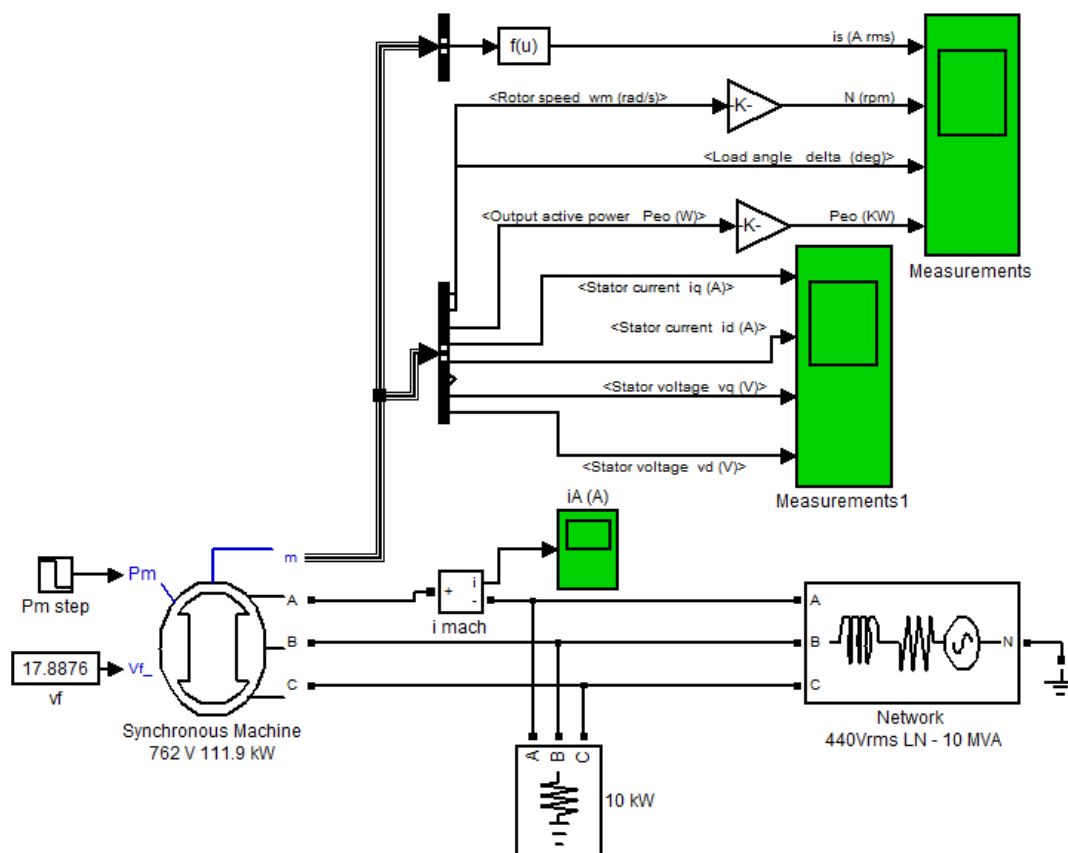 f(u)
is (A rms)
<Rotor speed wm (rad/s)>
-K-
N (rpm)
<Load angle delta (deg)>
<Output active power Peo (W)>
-K-
Peo (KW)
Measurements
<Stator current iq (A)>
<Stator current id (A)>
<Stator voltage vq (V)>
<Stator voltage vd (V)>
Measurements1
iA (A)
m
Pm
Pm step
A
+
i
-
i mach
A
B
B
N
17.8876
Vf_
vf
C
C
Synchronous Machine
762 V 111.9 kW
Network
440Vrms LN - 10 MVA
A
B
C
10 kW